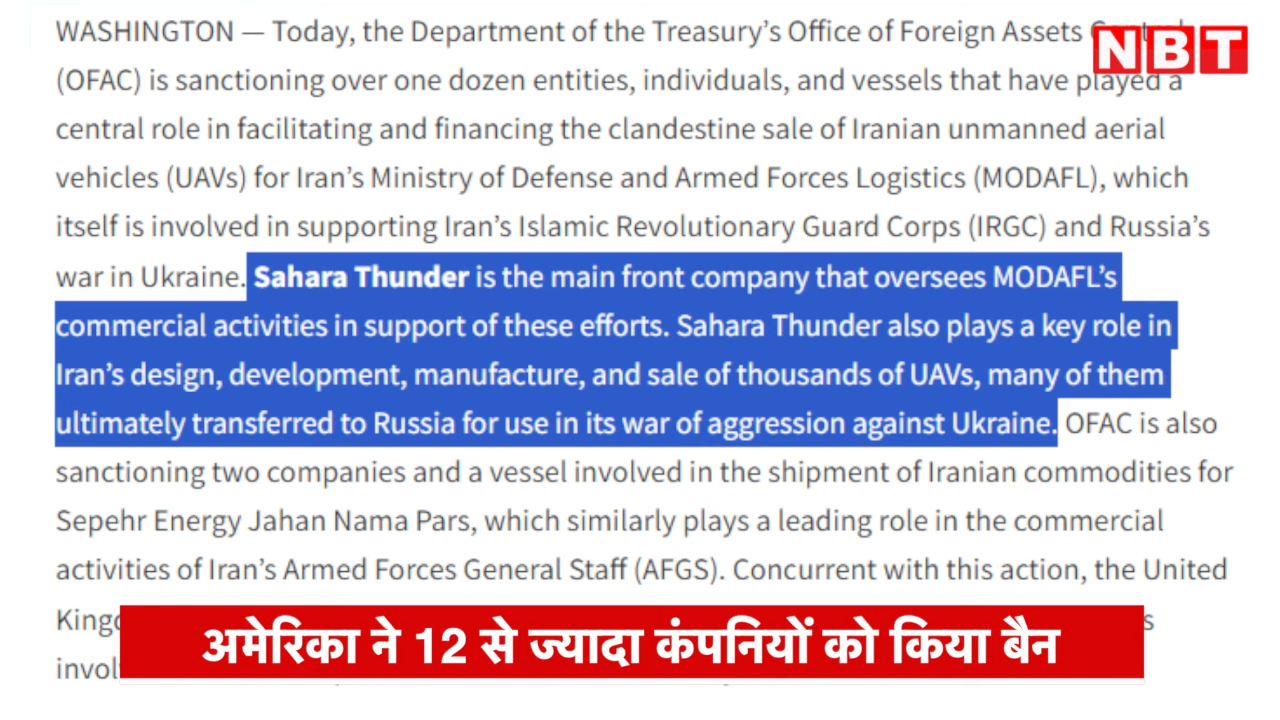 WASHINGTON — Today, the Department of the Treasury’s Office of Foreign Assets
NBT
(OFAC) is sanctioning over one dozen entities, individuals, and vessels that have played a
central role in facilitating and financing the clandestine sale of Iranian unmanned aerial
vehicles (UAVs) for Iran’s Ministry of Defense and Armed Forces Logistics (MODAFL), which
itself is involved in supporting Iran’s Islamic Revolutionary Guard Corps (IRGC) and Russia’s
war in Ukraine. Sahara Thunder is the main front company that oversees MODAFL’s
commercial activities in support of these efforts. Sahara Thunder also plays a key role in
Iran’s design, development, manufacture, and sale of thousands of UAVs, many of them
ultimately transferred to Russia for use in its war of aggression against Ukraine. OFAC is also
sanctioning two companies and a vessel involved in the shipment of Iranian commodities for
Sepehr Energy Jahan Nama Pars, which similarly plays a leading role in the commercial
activities of Iran’s Armed Forces General Staff (AFGS). Concurrent with this action, the United
अमेरिका ने 12 से ज्यादा कंपनियों को किया बैन